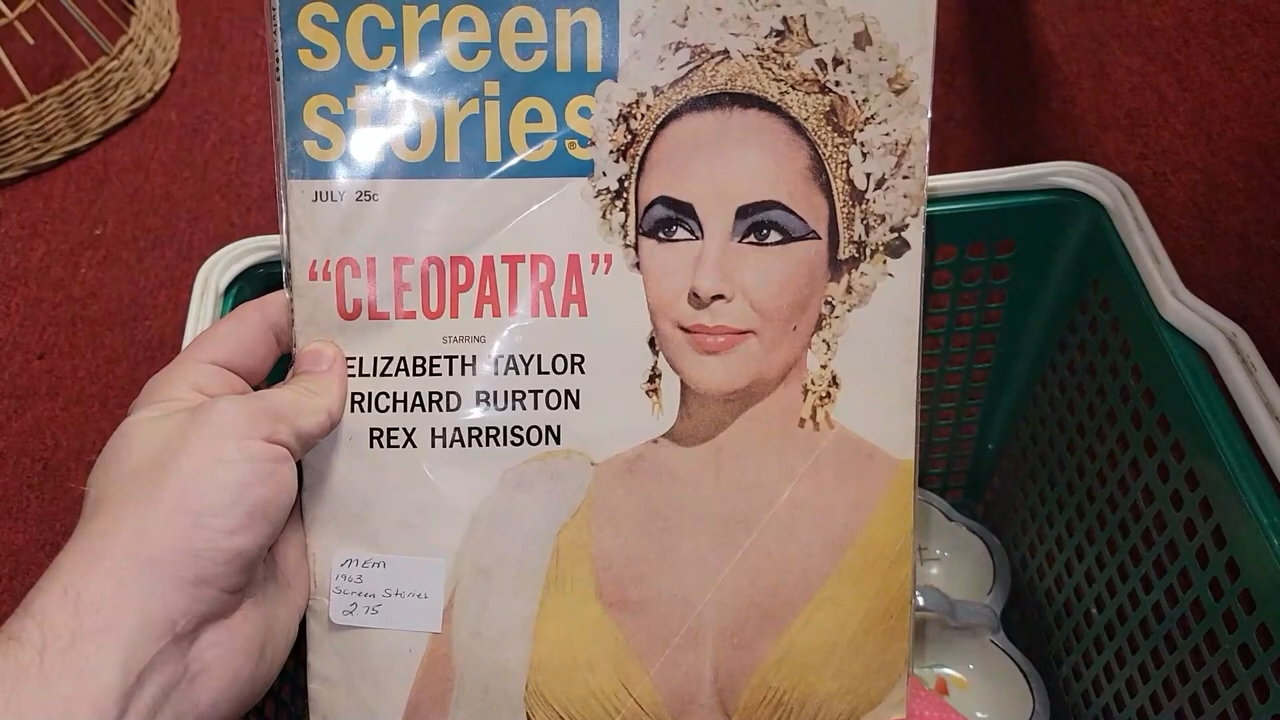 screen
stories®
JULY 25c
"CLEOPATRA"
STARRING
ELIZABETH TAYLOR
RICHARD BURTON
REX HARRISON
MEM
1963
Screen Stories
2.75